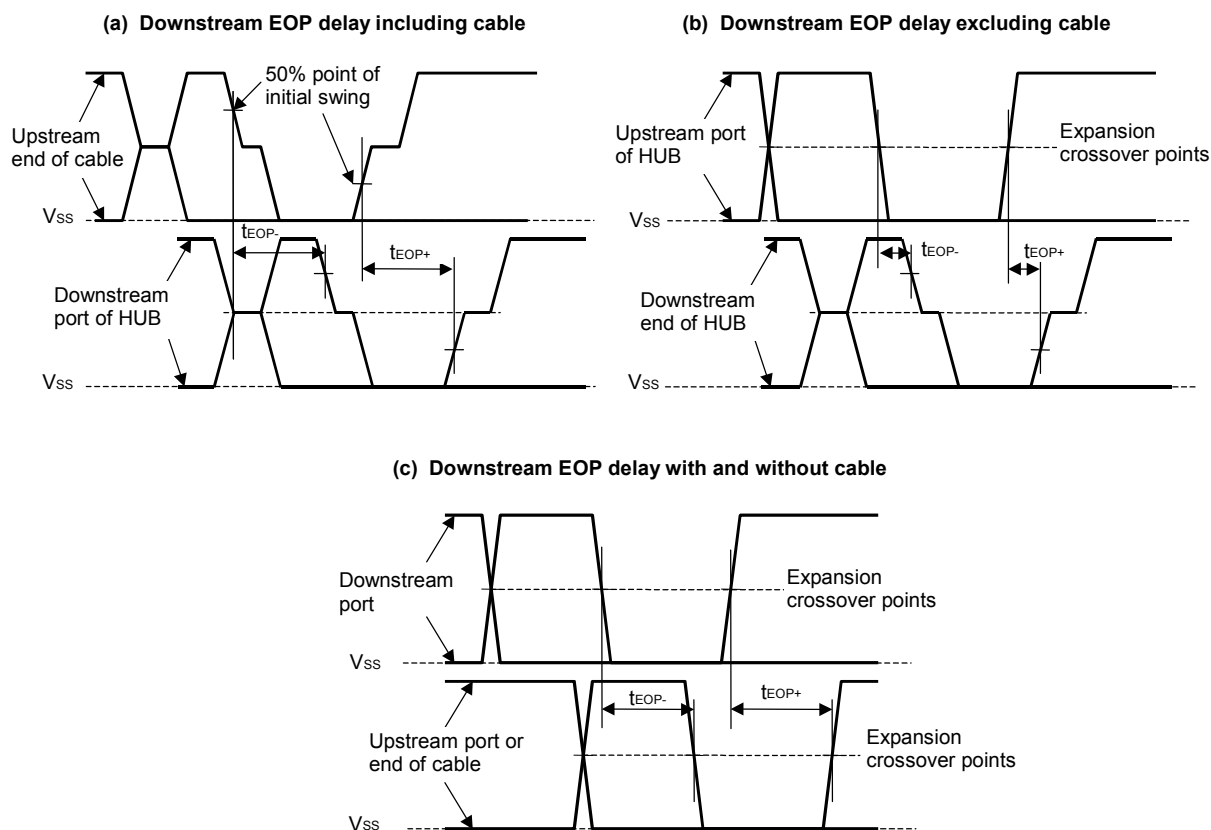 (a) Downstream EOP delay including cable
50% point of
initial swing
Upstream
end of cable
VSS
tEOP-
tEOP+
Downstream
port of HUB
VSS
(b) Downstream EOP delay excluding cable
Upstream port
of HUB
Expansion
crossover points
VSS
tEOP-
tEOP+
Downstream
end of HUB
VSS
(c) Downstream EOP delay with and without cable
Downstream
port
Expansion
crossover points
VSS
tEOP-
tEOP+
Upstream port or
end of cable
Expansion
crossover points
VSS